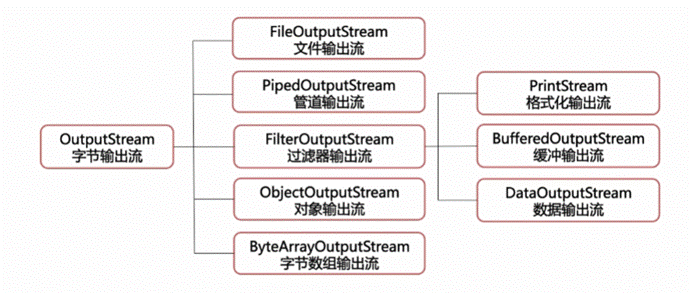 OutputStream
字节输出流
FileOutputStream
文件输出流
PipedOutputStream
管道输出流
FilterOutputStream
过滤器输出流
ObjectOutputStream
对象输出流
ByteArrayOutputStream
字节数组输出流
PrintStream
格式化输出流
BufferedOutputStream
缓冲输出流
DataOutputStream
数据输出流